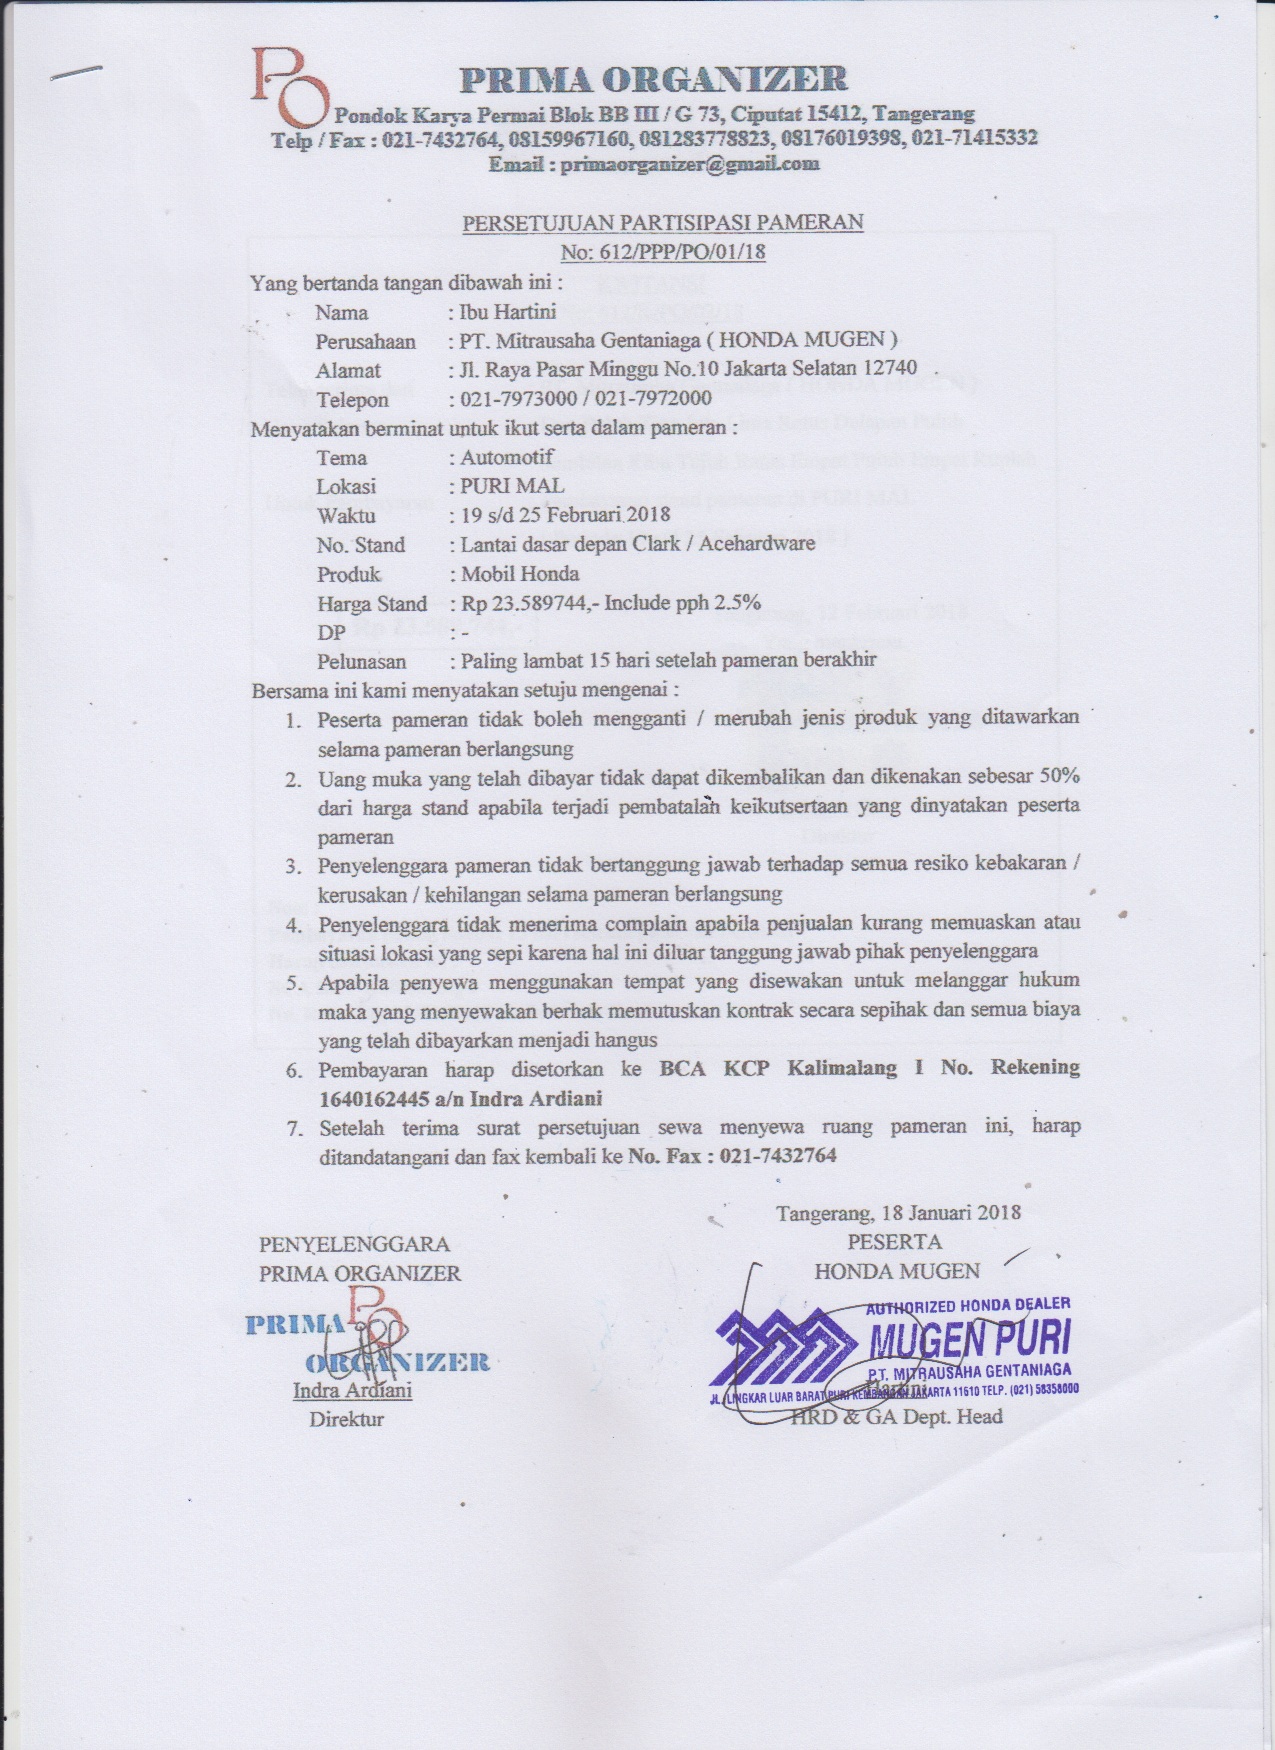 PO
PRIMA ORGANIZER
Pondok Karya Permai Blok BB III / G 73, Ciputat 15412, Tangerang
Telp / Fax : 021-7432764, 08159967160, 081283778823, 08176019398, 021-71415332
Email : primaorganizer@gmail.com
PERSETUJUAN PARTISIPASI PAMERAN
No: 612/PPP/PO/01/18
Yang bertanda tangan dibawah ini :
Nama : Ibu Hartini
Perusahaan : PT. Mitrausaha Gentaniaga ( HONDA MUGEN )
Alamat : Jl. Raya Pasar Minggu No.10 Jakarta Selatan 12740
Telepon : 021-7973000 / 021-7972000
Menyatakan berminat untuk ikut serta dalam pameran :
Tema : Automotif
Lokasi : PURI MAL
Waktu : 19 s/d 25 Februari 2018
No. Stand : Lantai dasar depan Clark / Acehardware
Produk : Mobil Honda
Harga Stand : Rp 23.589744,- Include pph 2.5%
DP : -
Pelunasan : Paling lambat 15 hari setelah pameran berakhir
Bersama ini kami menyatakan setuju mengenai :
1. Peserta pameran tidak boleh mengganti / merubah jenis produk yang ditawarkan
selama pameran berlangsung
2. Uang muka yang telah dibayar tidak dapat dikembalikan dan dikenakan sebesar 50%
dari harga stand apabila terjadi pembatalan keikutsertaan yang dinyatakan peserta
pameran
3. Penyelenggara pameran tidak bertanggung jawab terhadap semua resiko kebakaran /
kerusakan / kehilangan selama pameran berlangsung
4. Penyelenggara tidak menerima complain apabila penjualan kurang memuaskan atau
situasi lokasi yang sepi karena hal ini diluar tanggung jawab pihak penyelenggara
5. Apabila penyewa menggunakan tempat yang disewakan untuk melanggar hukum
maka yang menyewakan berhak memutuskan kontrak secara sepihak dan semua biaya
yang telah dibayarkan menjadi hangus
6. Pembayaran harap disetorkan ke BCA KCP Kalimalang I No. Rekening
1640162445 a/n Indra Ardiani
7. Setelah terima surat persetujuan sewa menyewa ruang pameran ini, harap
ditandatangani dan fax kembali ke No. Fax : 021-7432764
Tangerang, 18 Januari 2018
PENYELENGGARA
PRIMA ORGANIZER
PO
PRIMA
ORGANIZER
Indra Ardiani
Direktur
PESERTA
HONDA MUGEN
AUTHORIZED HONDA DEALER
MUGEN PURI
PT. MITRAUSAHA GENTANIAGA
JL. LINGKAR LUAR BARAT PURI KEMBANGAN JAKARTA 11610 TELP. (021) 58358000
Hartini
HRD & GA Dept. Head